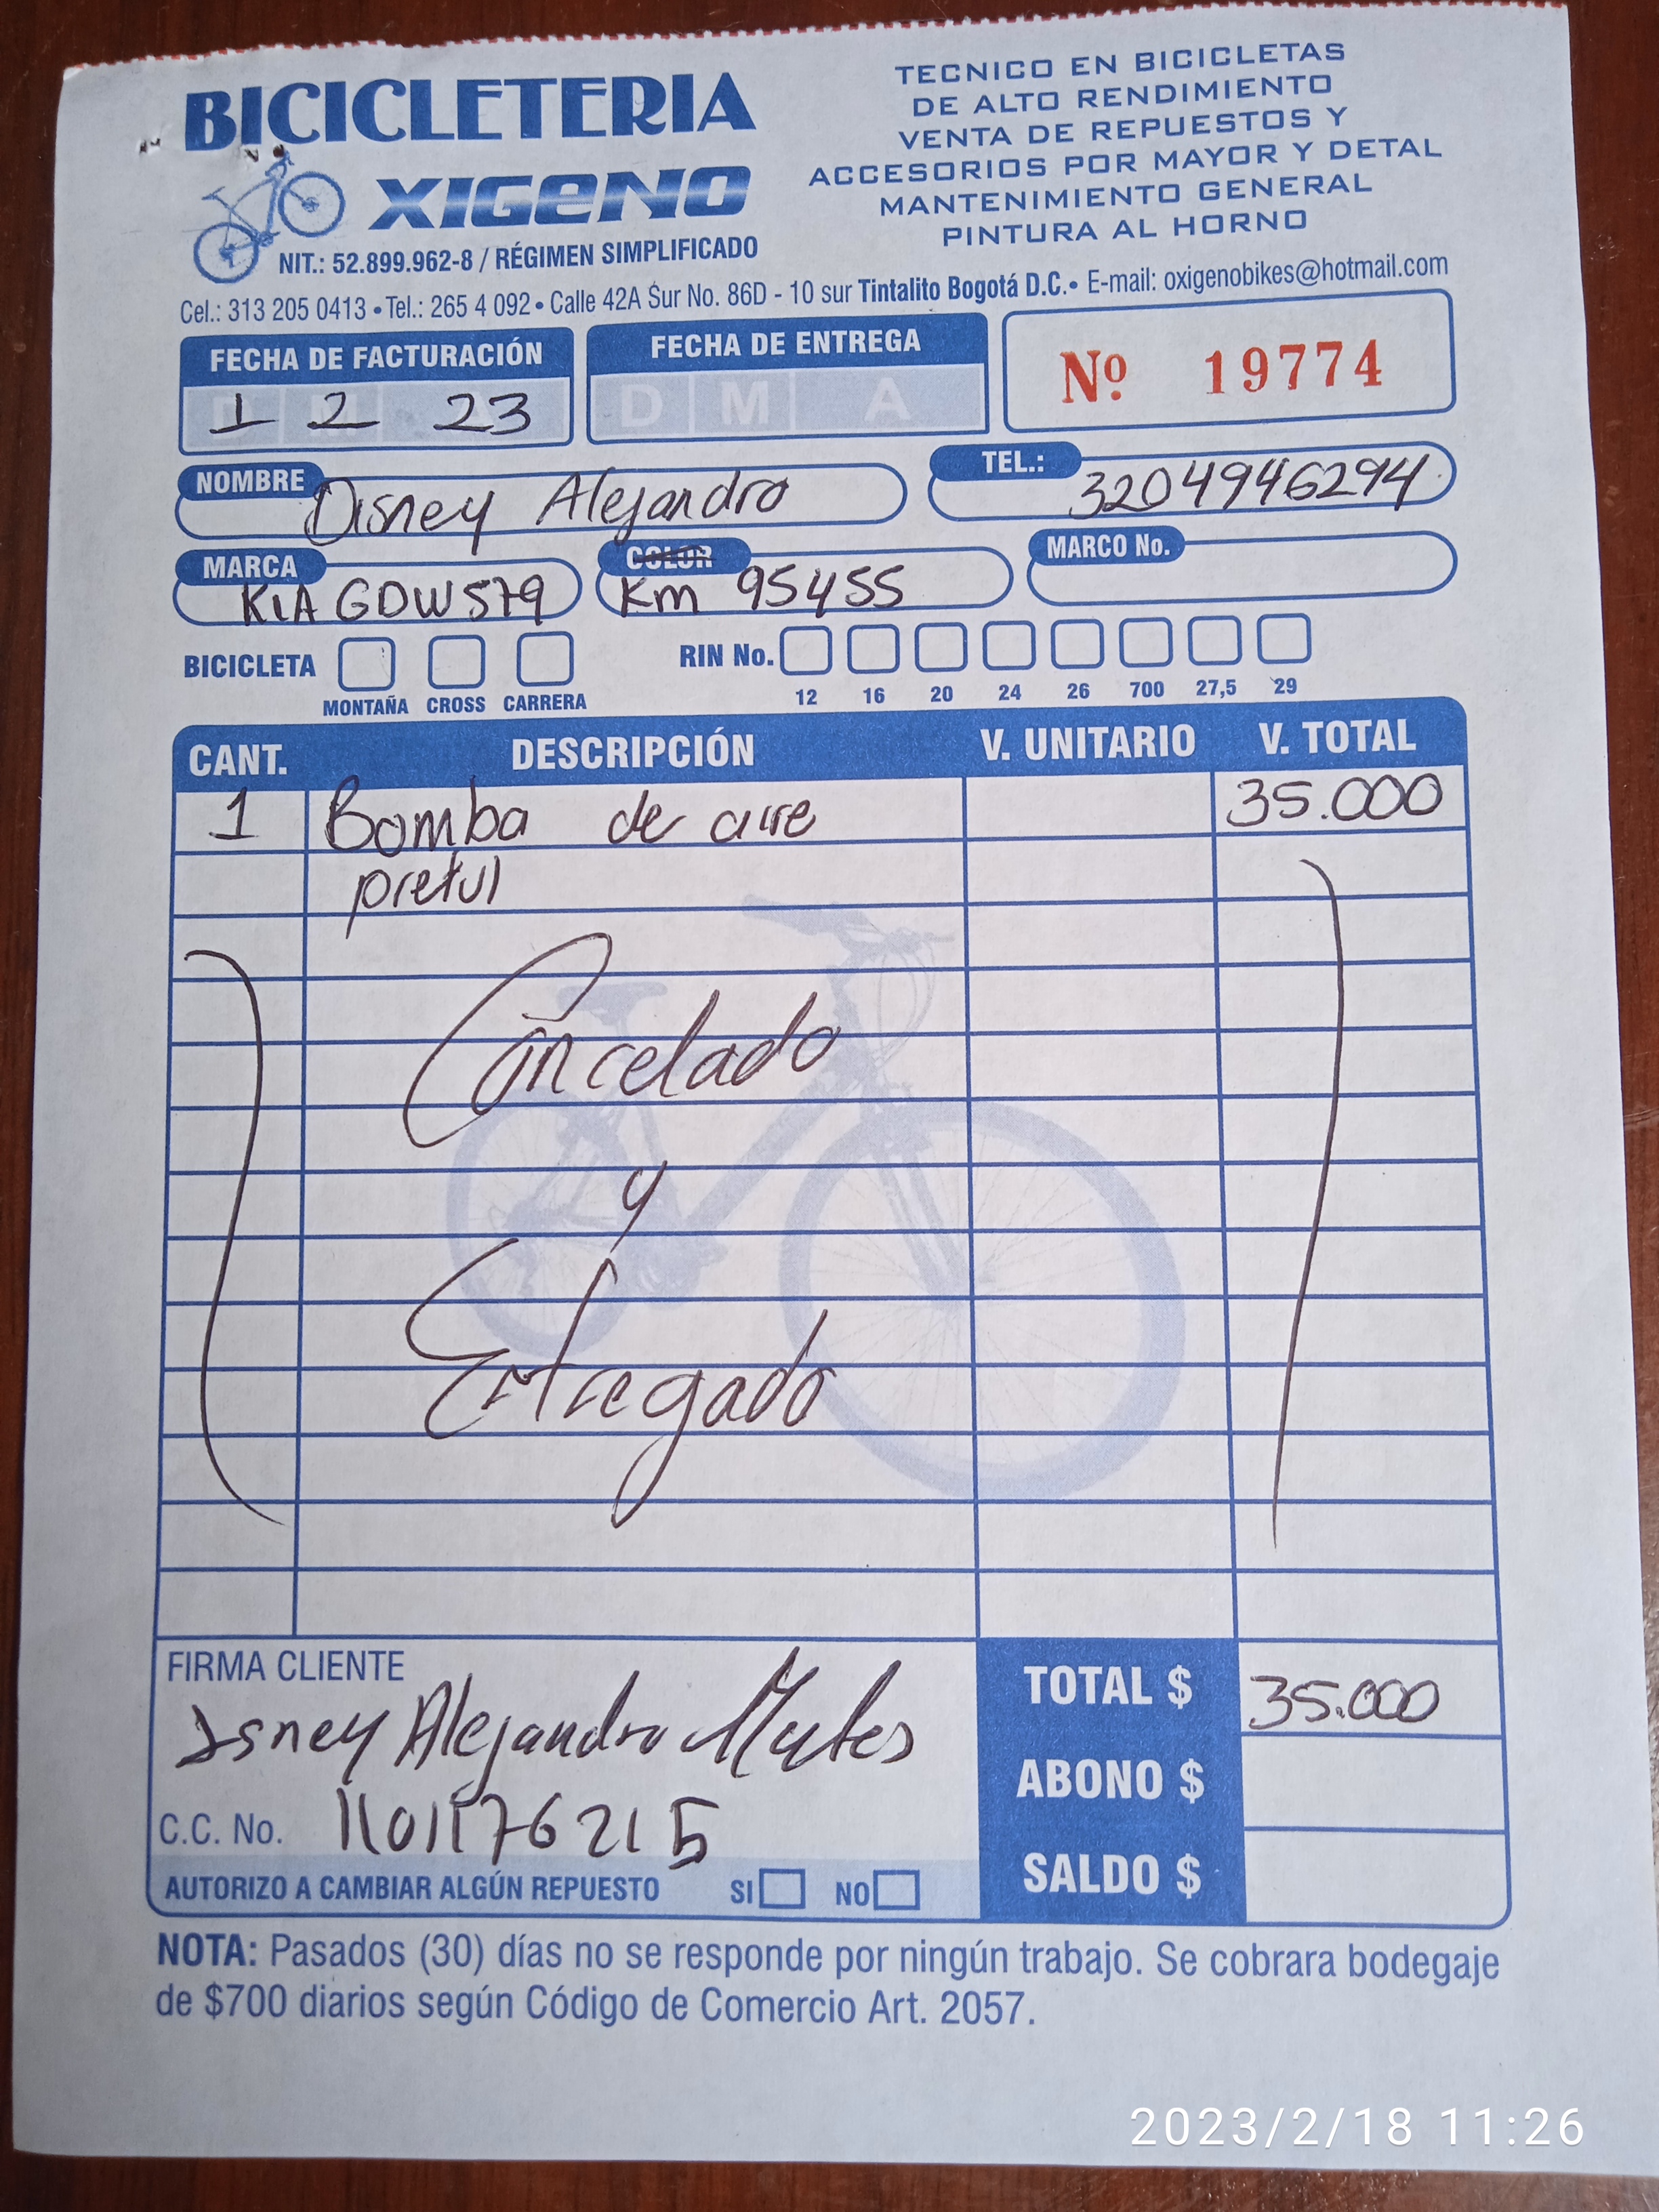 BICICLETERIA
XIGENO
NIT.: 52.899.962-8 / RÉGIMEN SIMPLIFICADO
TECNICO EN BICICLETAS
DE ALTO RENDIMIENTO
VENTA DE REPUESTOS Y
ACCESORIOS POR MAYOR Y DETAL
MANTENIMIENTO GENERAL
PINTURA AL HORNO
Cel.: 313 205 0413 • Tel.: 265 4 092 • Calle 42A Sur No. 86D - 10 sur Tintalito Bogotá D.C. • E-mail: oxigenobikes@hotmail.com
FECHA DE FACTURACIÓN
1 2 23
FECHA DE ENTREGA
D M A
Nº 19774
NOMBRE Disney Alejandro
TEL.: 3204946294
MARCA KIA GDW579
COLOR Km 95455
MARCO No.
BICICLETA MONTAÑA CROSS CARRERA
RIN No. 12 16 20 24 26 700 27,5 29
CANT. DESCRIPCIÓN V. UNITARIO V. TOTAL
1 Bomba de aire 35.000
pretul
Cancelado
y
Entregado
FIRMA CLIENTE
Isney Alejandro
C.C. No. 1101176215
AUTORIZO A CAMBIAR ALGÚN REPUESTO SI NO
TOTAL $ 35.000
ABONO $
SALDO $
NOTA: Pasados (30) días no se responde por ningún trabajo. Se cobrara bodegaje
de $700 diarios según Código de Comercio Art. 2057.
2023/2/18 11:26